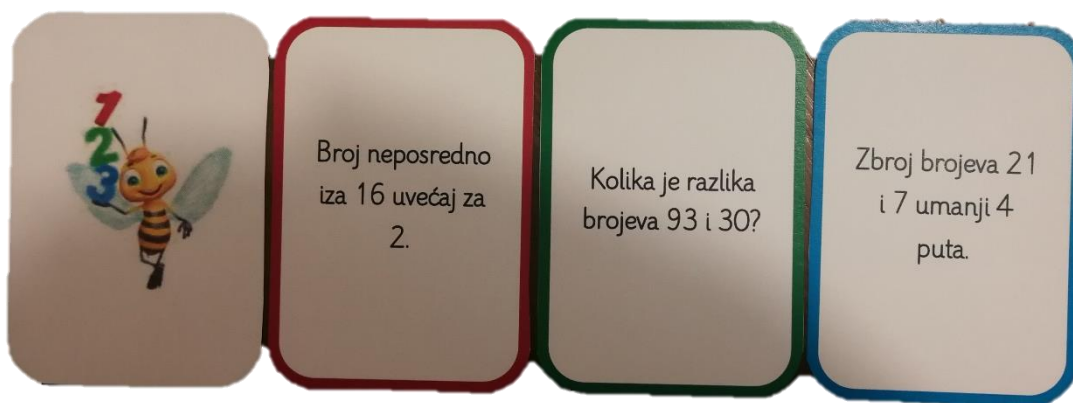 1
2
3
Broj neposredno
iza 16 uvećaj za
2.
Kolika je razlika
brojeva 93 i 30?
Zbroj brojeva 21
i 7 umanji 4
puta.